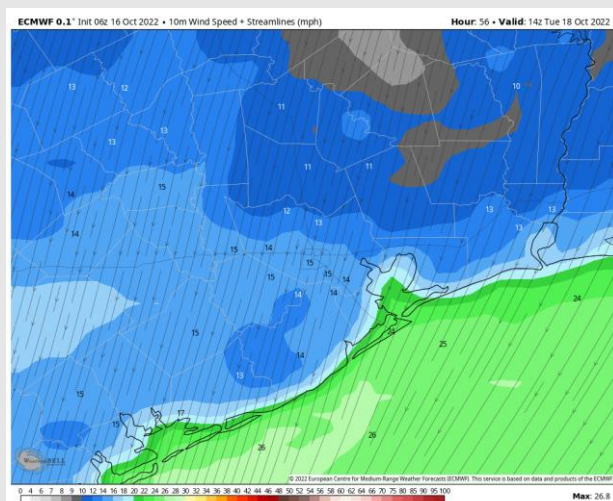 ECMWF 0.1° Init 06z 16 Oct 2022 • 10m Wind Speed + Streamlines (mph)
Hour: 56 • Valid: 14z Tue 18 Oct 2022
13 12 11 10
13 13
11 11
14 15
12 13 13 13
14
15 14
15
15 15 14
14 14
24
24
15 25
14
13
15
17
15
26
26
© 2022 European Centre for Medium-Range Weather Forecasts (ECMWF). This service is based on data and products of the ECMWF
0 4 6 7 8 9 10 12 14 16 18 20 22 24 26 28 30 32 34 36 38 40 42 44 46 48 50 52 54 56 58 60 62 64 66 68 70 75 80 85 90 95 100
Max: 26.8